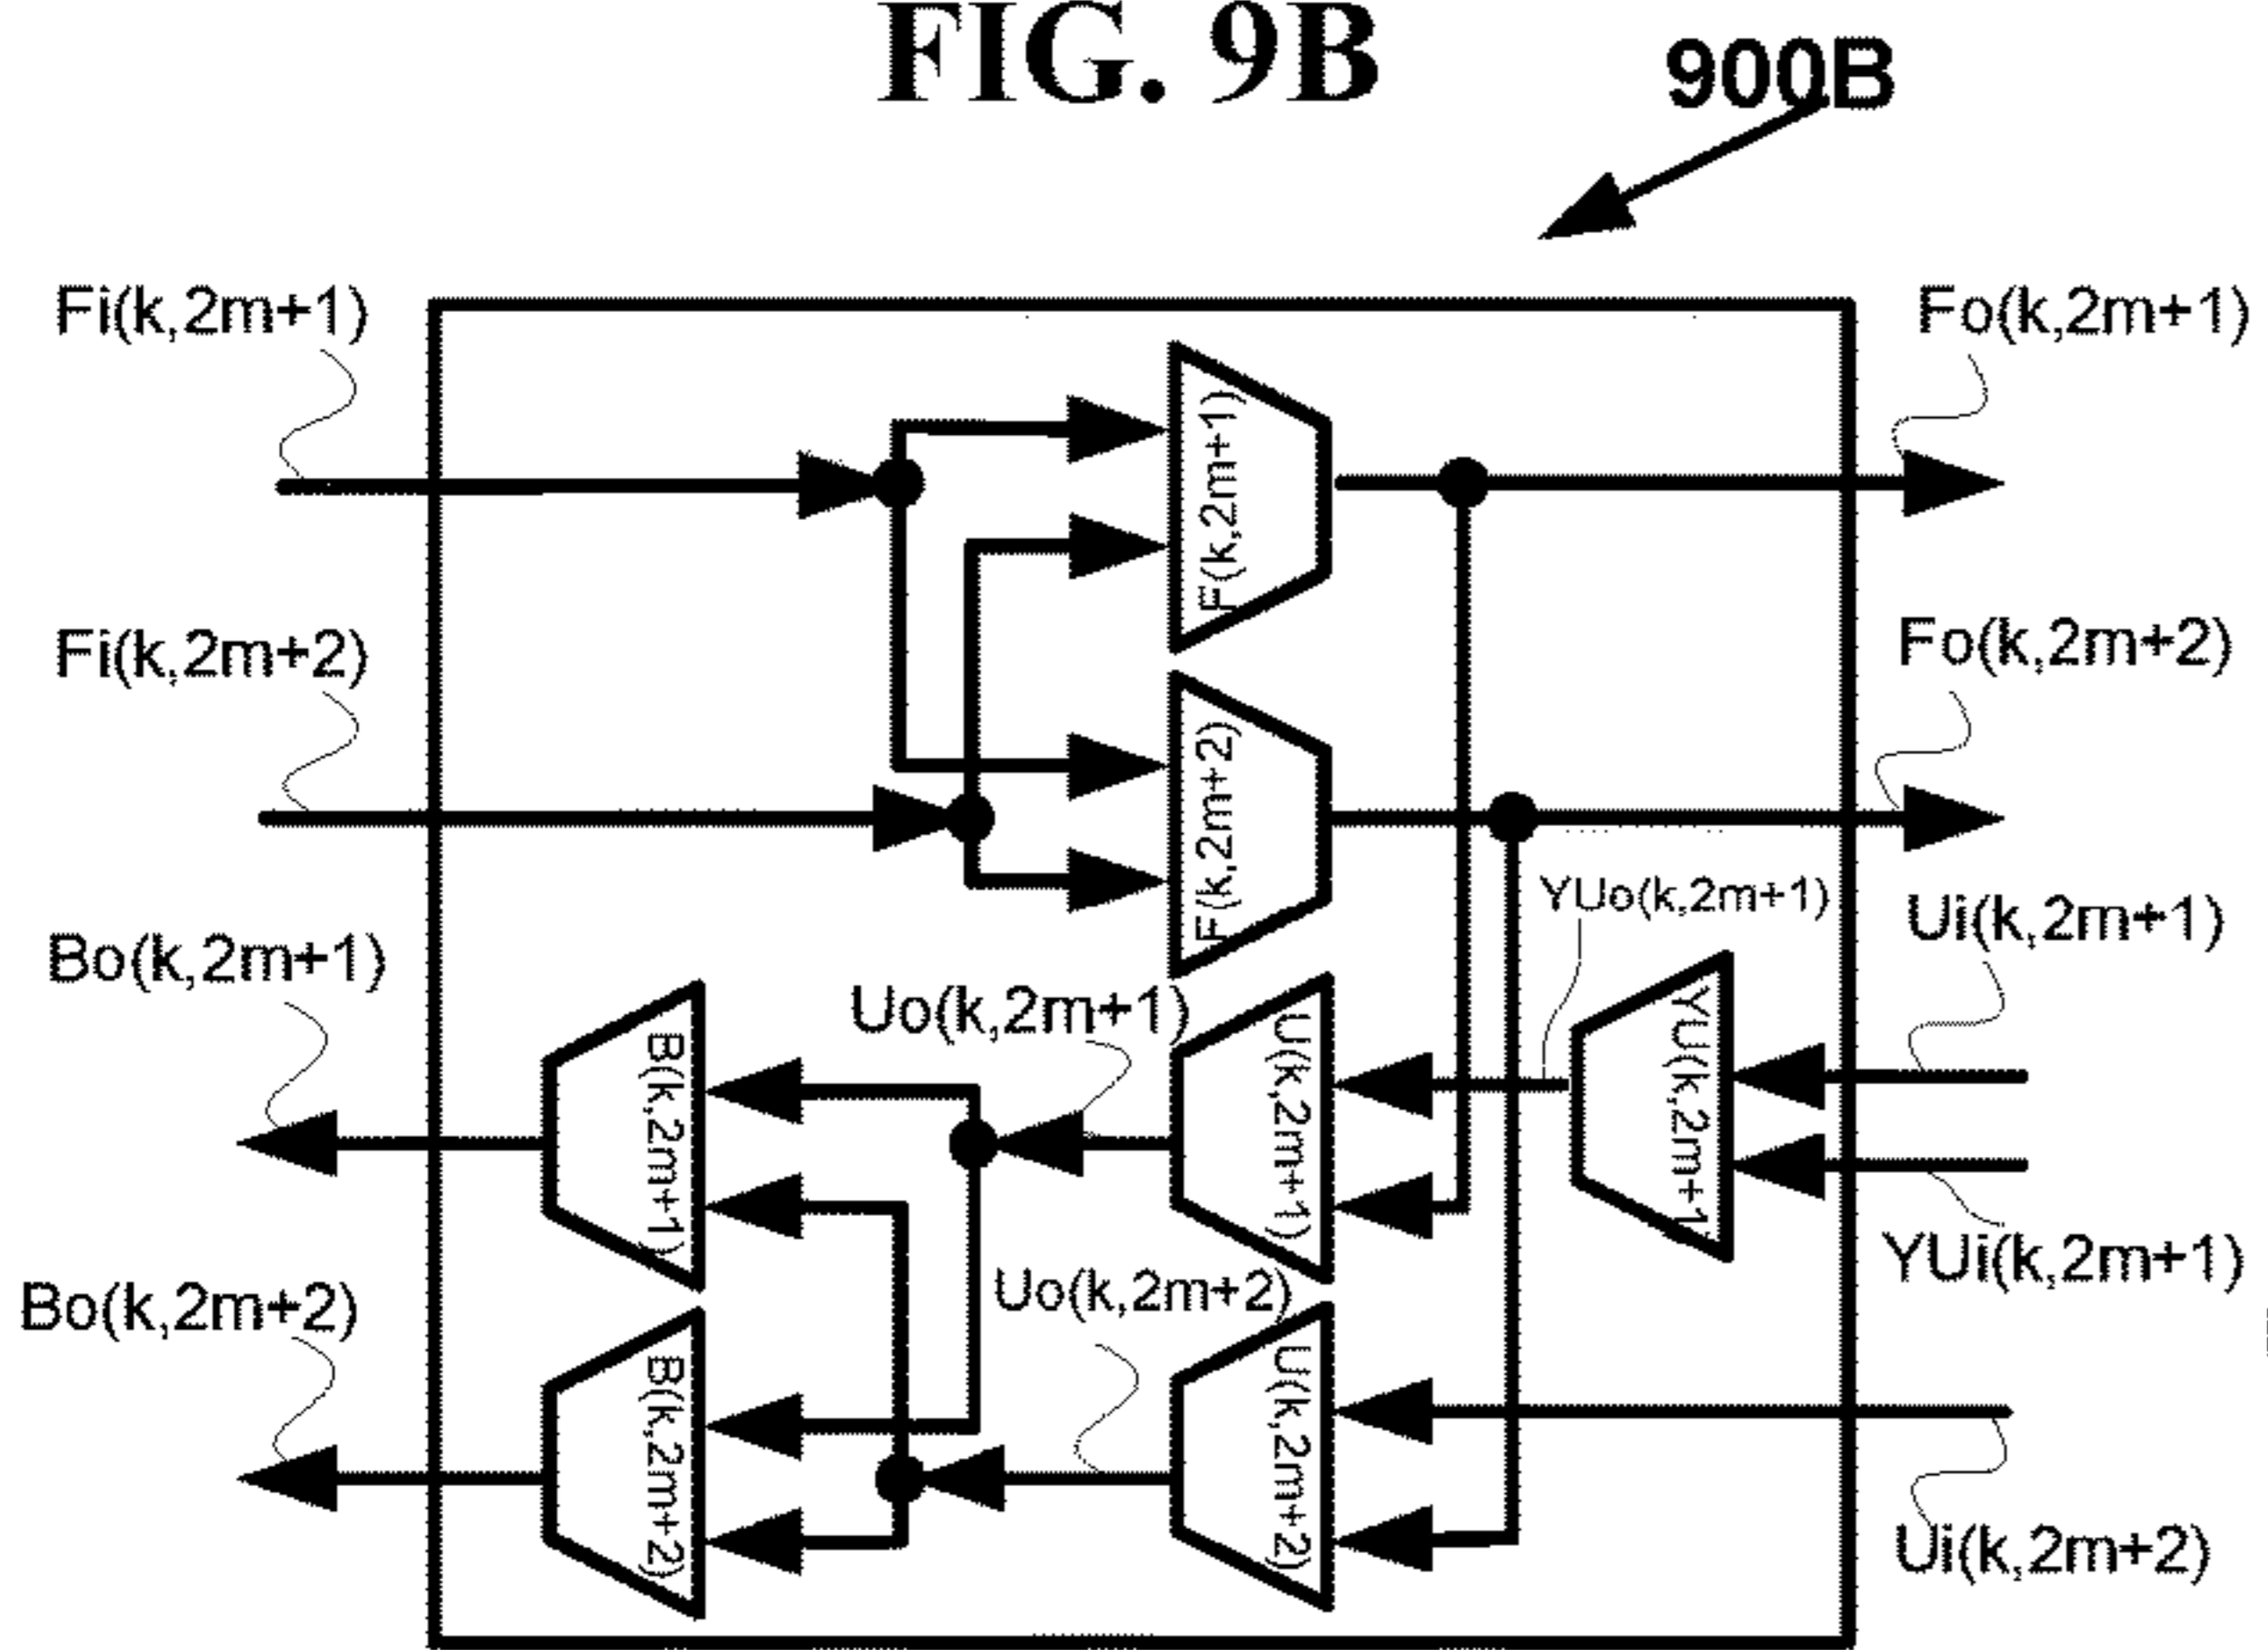 FIG. 9B
900B
Fi(k,2m+1)
Fo(k,2m+1)
F(k,2m+1)
Fi(k,2m+2)
Fo(k,2m+2)
F(k,2m+2)
YUo(k,2m+1)
Ui(k,2m+1)
Bo(k,2m+1)
Uo(k,2m+1)
B(k,2m+1)
U(k,2m+1)
YU(k,2m+1
YUi(k,2m+1)
Bo(k,2m+2)
Uo(k,2m+2)
B(k,2m+2)
U(k,2m+2)
Ui(k,2m+2)